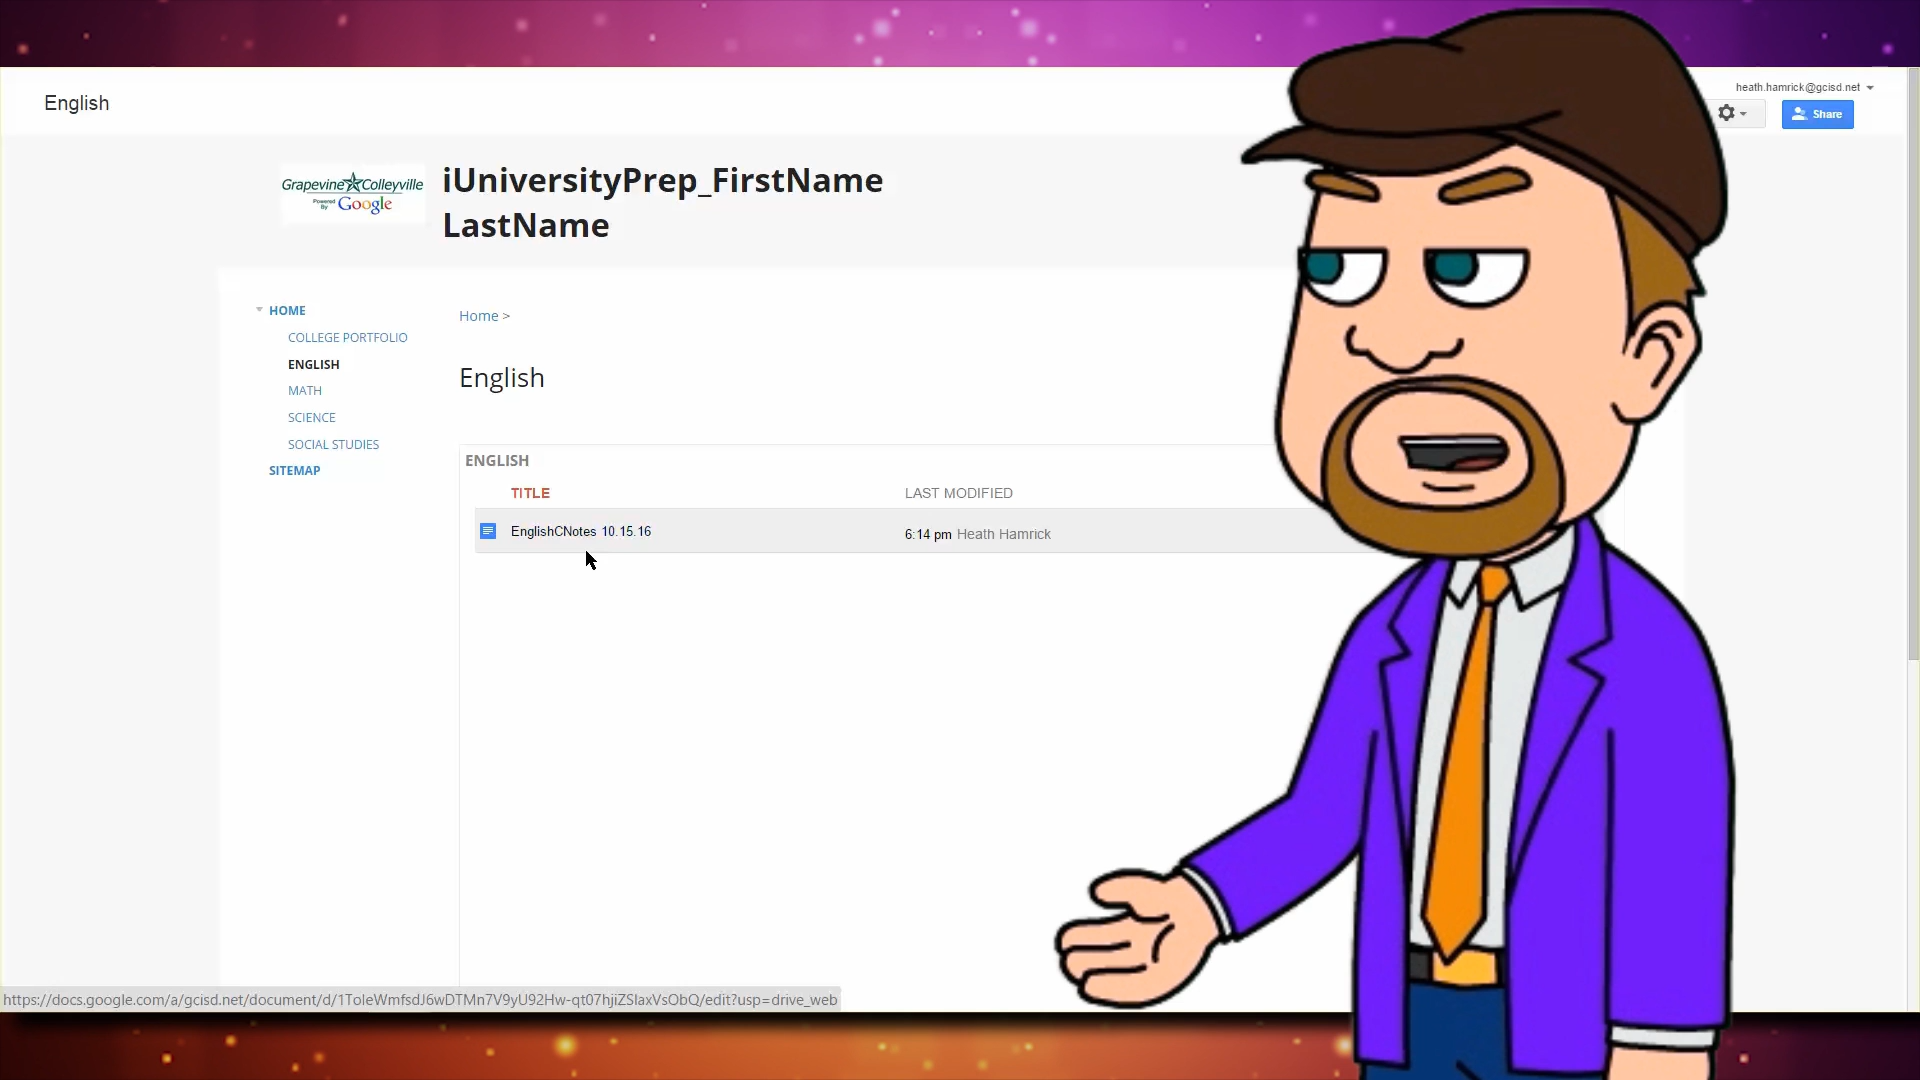 English
heath.hamrick@gcisd.net
Share
Grapevine Colleyville
Powered By Google
iUniversityPrep_FirstName
LastName
HOME
COLLEGE PORTFOLIO
ENGLISH
MATH
SCIENCE
SOCIAL STUDIES
SITEMAP
Home >
English
ENGLISH
TITLE LAST MODIFIED
EnglishCNotes 10.15.16 6:14 pm Heath Hamrick
https://docs.google.com/a/gcisd.net/document/d/1ToleWmfsdJ6wDTMn7V9yU92Hw-qt07hjiZSlaxVsObQ/edit?usp=drive_web